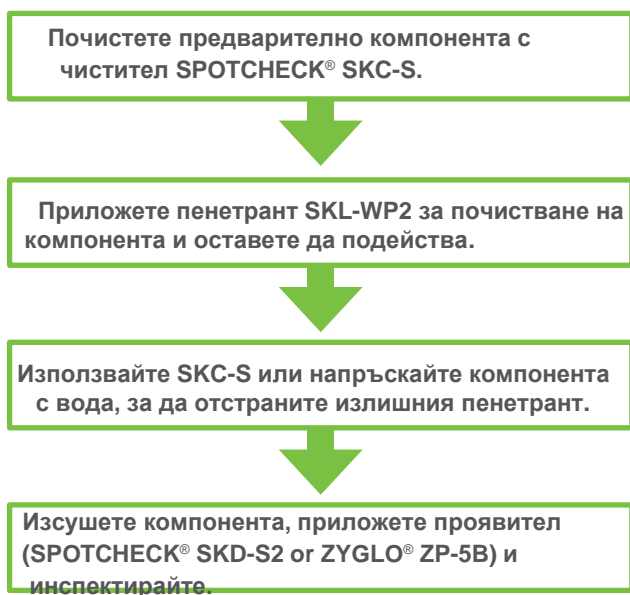 Почистете предварително компонента с
чистител SPOTCHECK® SKC-S.
Приложете пенетрант SKL-WP2 за почистване на
компонента и оставете да подейства.
Използвайте SKC-S или напръскайте компонента
с вода, за да отстраните излишния пенетрант.
Изсушете компонента, приложете проявител
(SPOTCHECK® SKD-S2 or ZYGLO® ZP-5B) и
инспектирайте.